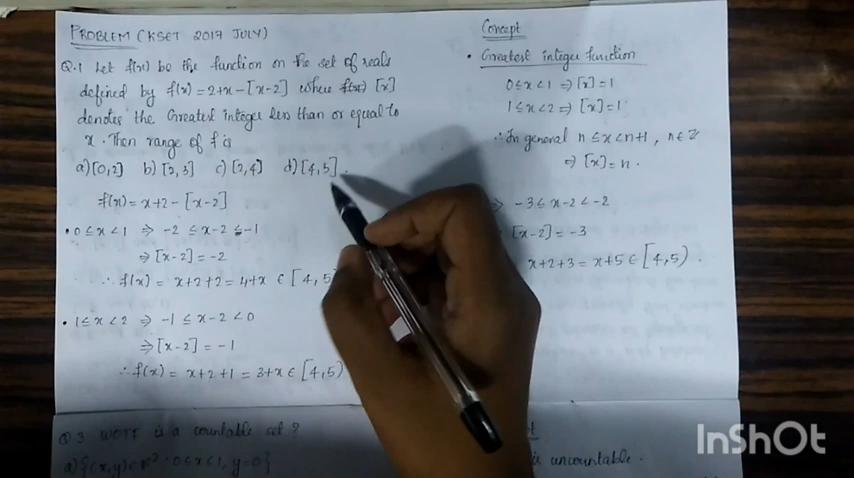 PROBLEM (KSET 2017 JULY)
Q.1 Let f(x) be the function on the set of reals
defined by f(x) = 2+x-[x-2] where [x]
denotes the Greatest Integer less than or equal to
x. Then range of f is
a) [0,2] b) [2,3] c) [2,4] d) [4,5].
f(x) = x+2-[x-2]
• 0 ≤ x < 1 ⇒ -2 ≤ x-2 ≤ -1
⇒ [x-2] = -2
∴ f(x) = x+2+2 = 4+x ∈ [4,5
• 1 ≤ x < 2 ⇒ -1 ≤ x-2 < 0
⇒ [x-2] = -1
∴ f(x) = x+2+1 = 3+x ∈ [4,5)
Concept
• Greatest integer function
0 ≤ x < 1 ⇒ [x] = 1
1 ≤ x < 2 ⇒ [x] = 1
∴ In general n ≤ x < n+1, n ∈ Z
⇒ [x] = n.
⇒ -3 ≤ x-2 < -2
[x-2] = -3
x+2+3 = x+5 ∈ [4,5).
Q 3 WOTF is a countable set?
a) {(x,y) ∈ R² : 0 ≤ x < 1, y=0}
is uncountable.
InShOt